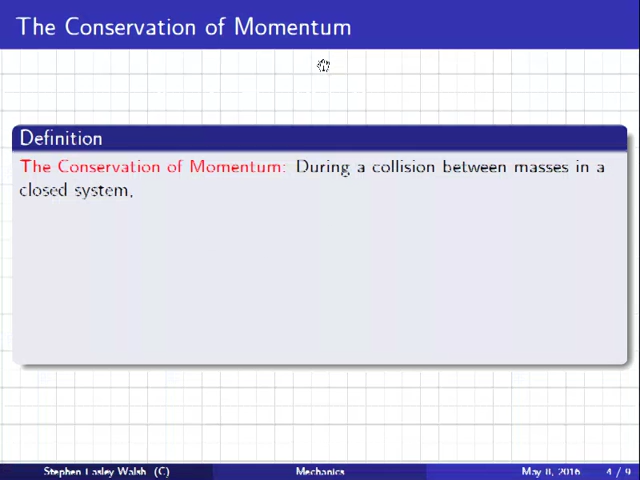 The Conservation of Momentum
Definition
The Conservation of Momentum: During a collision between masses in a
closed system,
Stephen Easley Walsh (C)
Mechanics
May 8, 2016
4 / 9